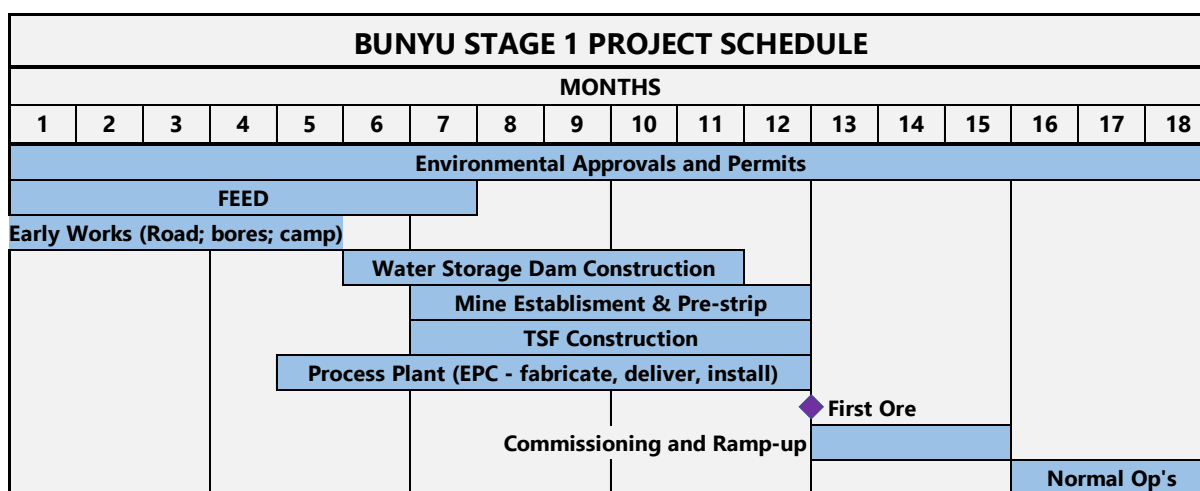 BUNYU STAGE 1 PROJECT SCHEDULE
MONTHS
1 2 3 4 5 6 7 8 9 10 11 12 13 14 15 16 17 18
Environmental Approvals and Permits
FEED
Early Works (Road; bores; camp)
Water Storage Dam Construction
Mine Establisment & Pre-strip
TSF Construction
Process Plant (EPC - fabricate, deliver, install)
First Ore
Commissioning and Ramp-up
Normal Op's